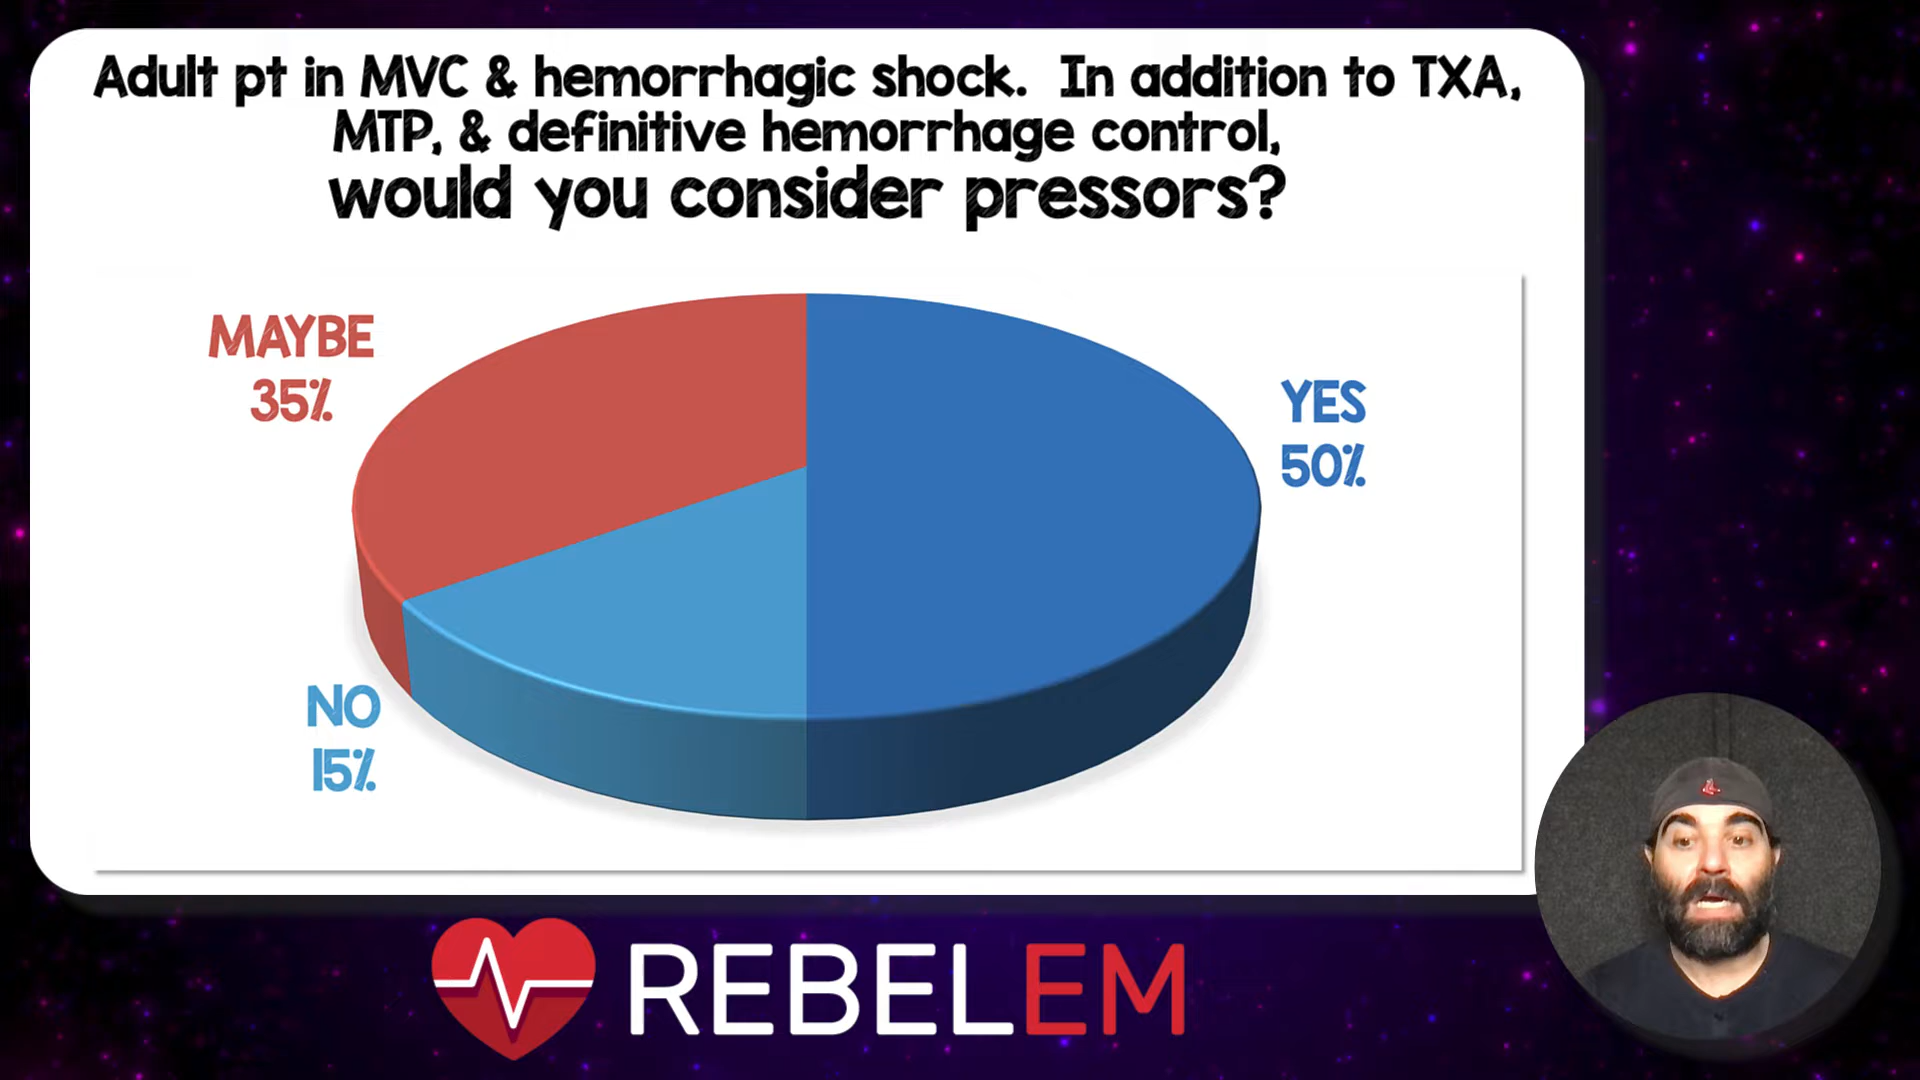 Adult pt in MVC & hemorrhagic shock. In addition to TXA,
MTP, & definitive hemorrhage control,
would you consider pressors?
MAYBE
35%
YES
50%
NO
15%
REBELEM